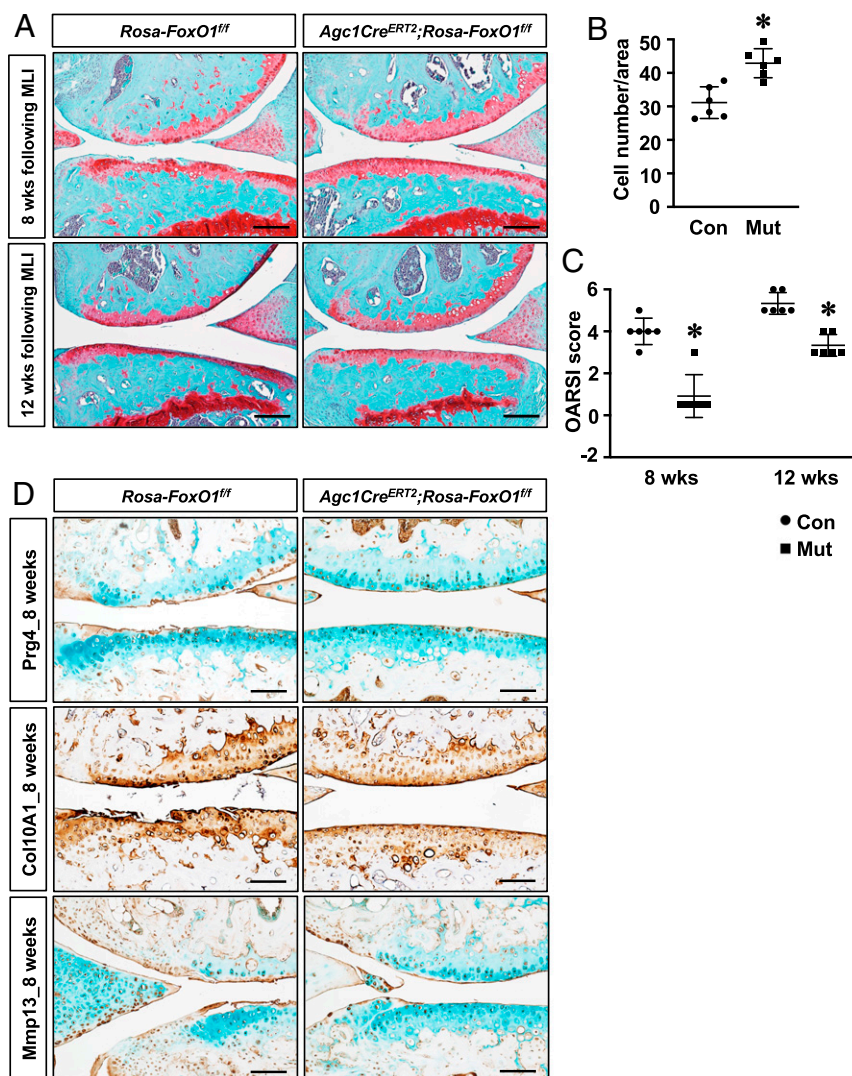 A
Rosa-FoxO1f/f
Agc1CreERT2;Rosa-FoxO1f/f
8 wks following MLI
12 wks following MLI
B
Cell number/area
50
40
30
20
10
0
*
Con
Mut
C
OARSI score
6
4
2
0
-2
*
*
8 wks
12 wks
Con
Mut
D
Rosa-FoxO1f/f
Agc1CreERT2;Rosa-FoxO1f/f
Prg4_8 weeks
Col10A1_8 weeks
Mmp13_8 weeks